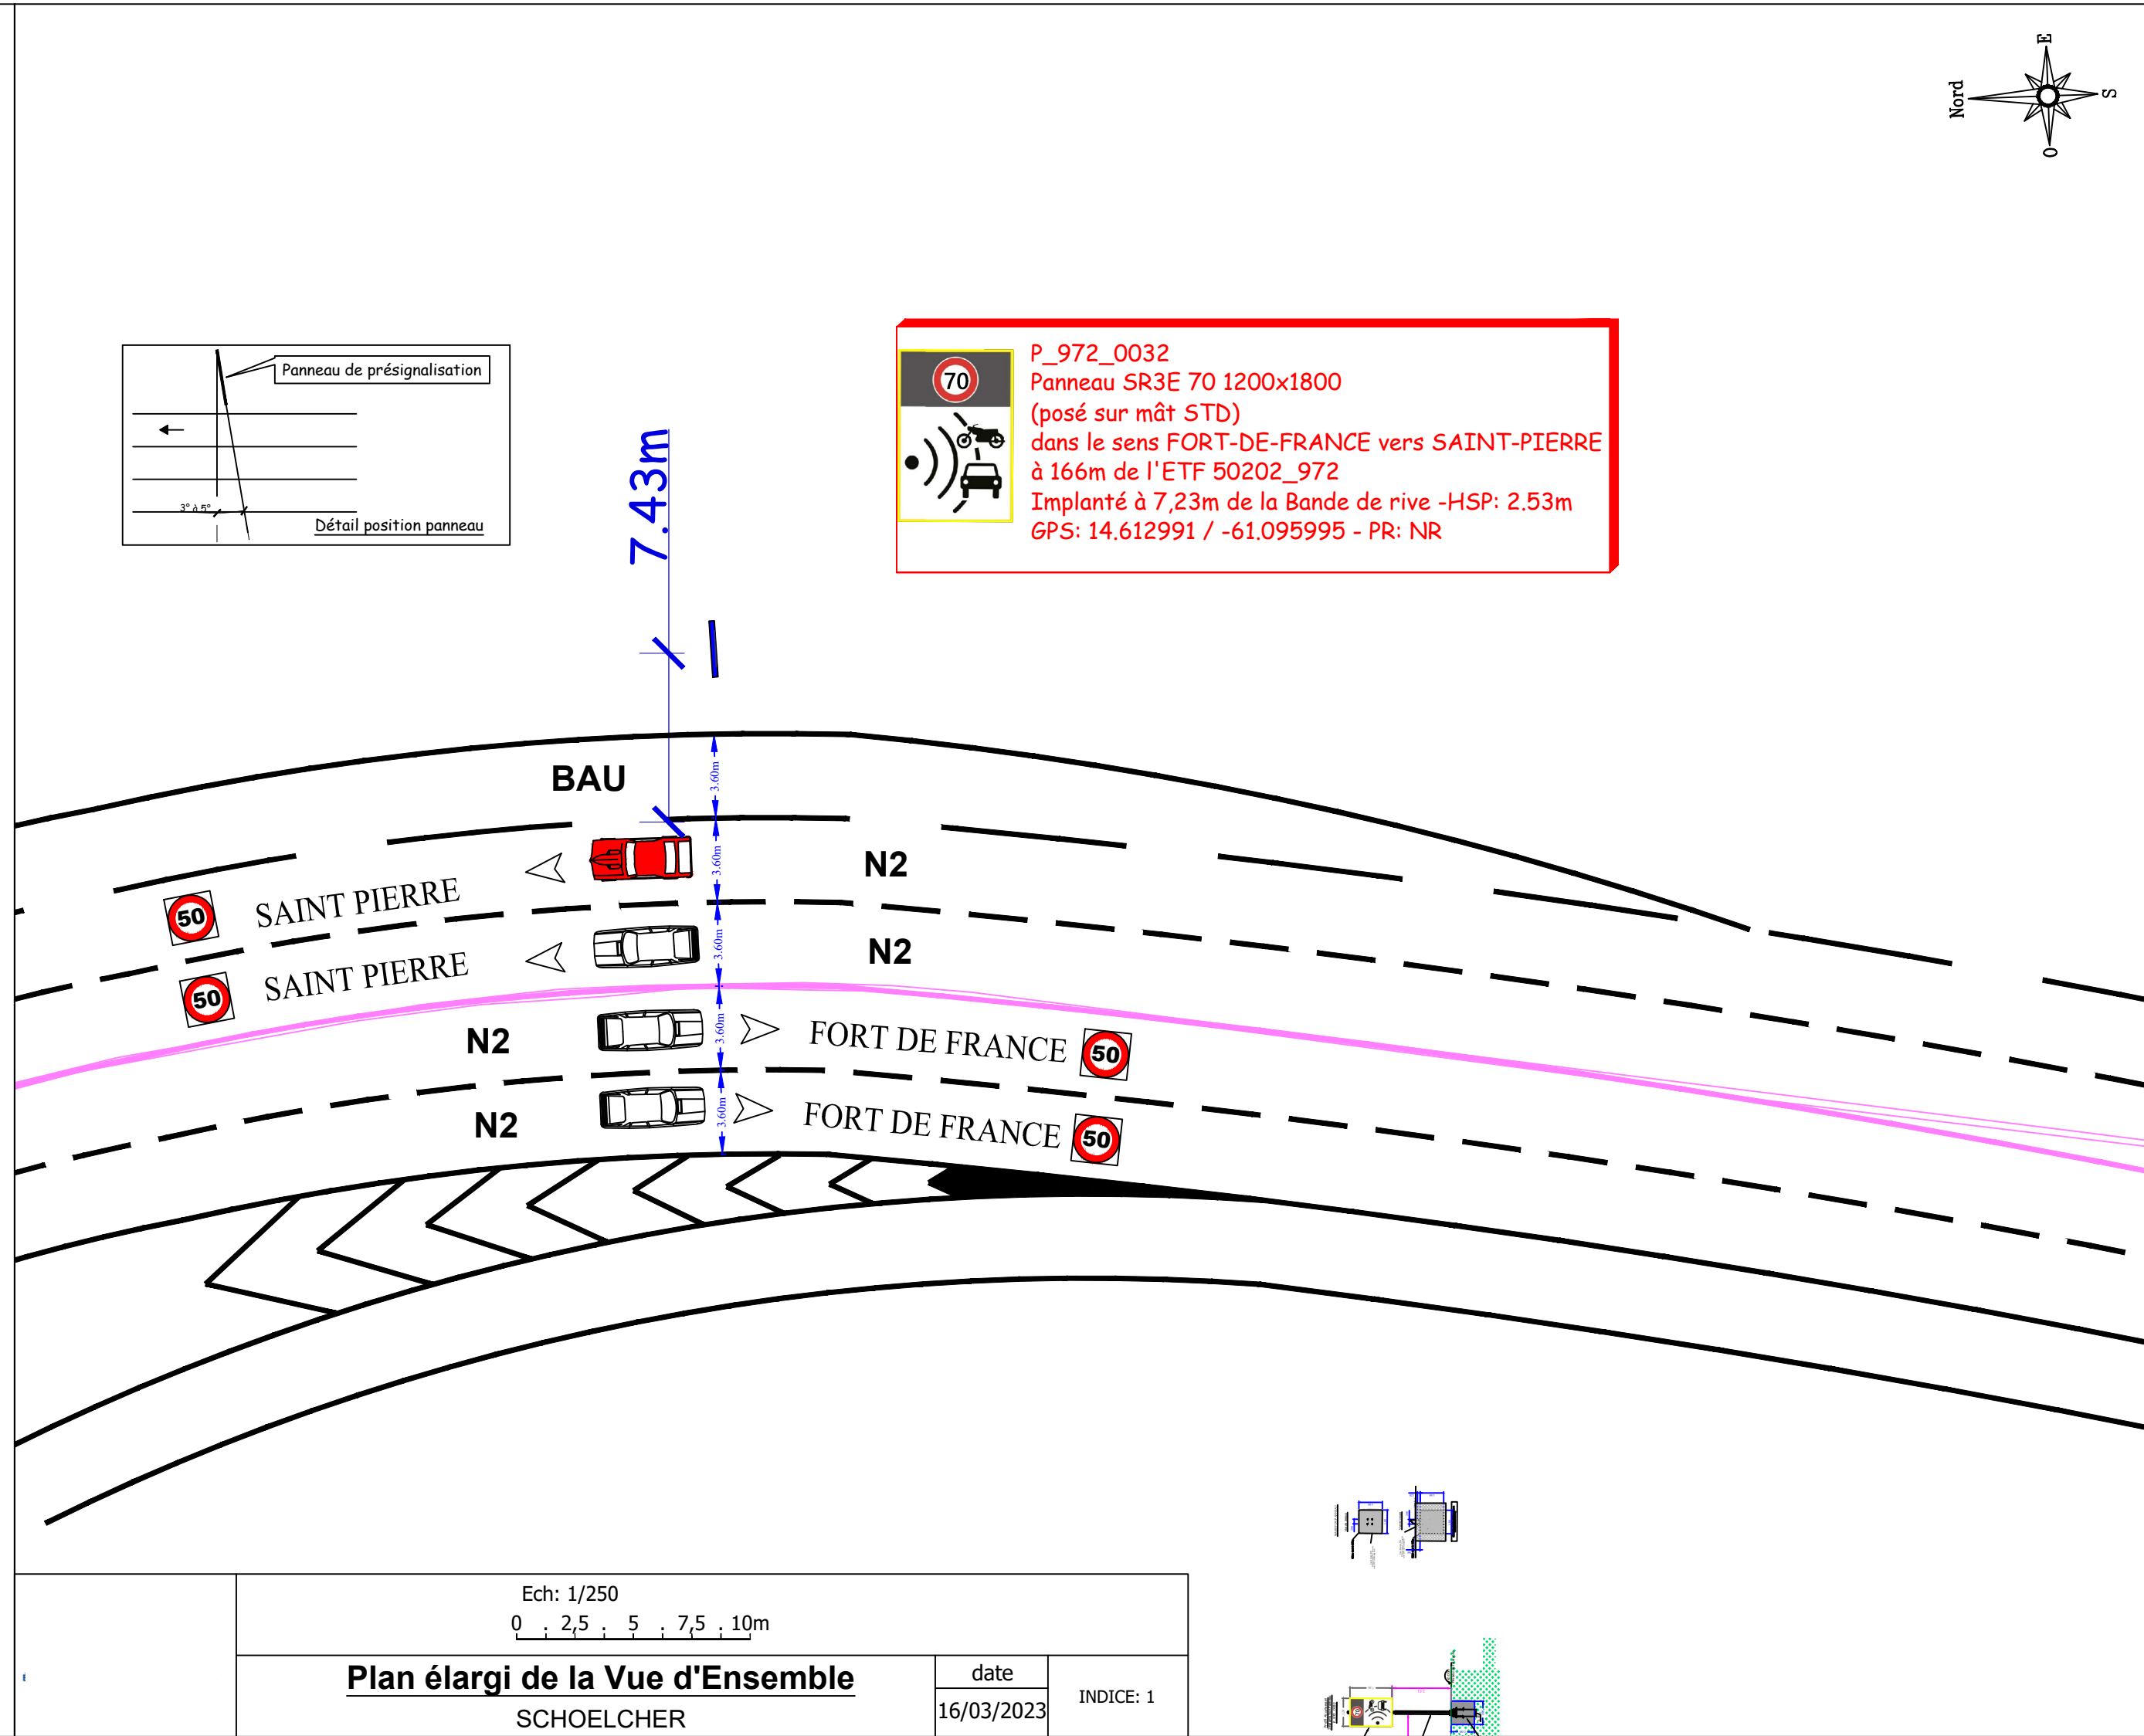 E
Nord
S
O
Panneau de présignalisation
3° à 5°
Détail position panneau
7.43m
70
P_972_0032
Panneau SR3E 70 1200x1800
(posé sur mât STD)
dans le sens FORT-DE-FRANCE vers SAINT-PIERRE
à 166m de l'ETF 50202_972
Implanté à 7,23m de la Bande de rive -HSP: 2.53m
GPS: 14.612991 / -61.095995 - PR: NR
BAU
3.60m
3.60m
N2
50
SAINT PIERRE
3.60m
N2
50
SAINT PIERRE
N2
3.60m
FORT DE FRANCE
50
N2
3.60m
FORT DE FRANCE
50
Ech: 1/250
0 . 2,5 . 5 . 7,5 . 10m
Plan élargi de la Vue d'Ensemble
SCHOELCHER
date
16/03/2023
INDICE: 1